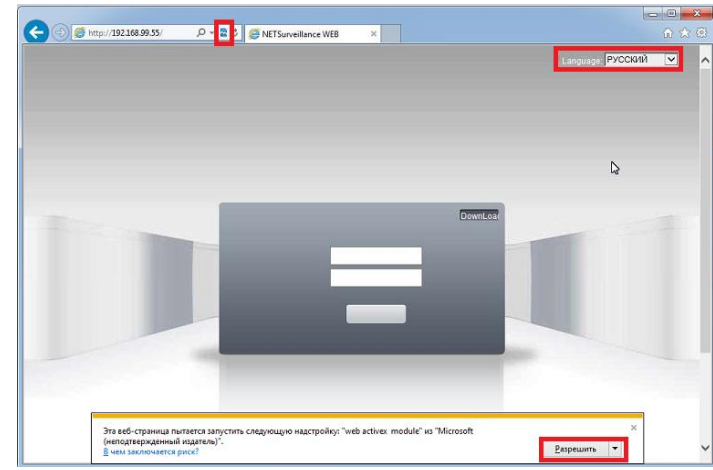 http://192.168.99.55/
NETSurveillance WEB
Language: РУССКИЙ
DownLoa
Эта веб-страница пытается запустить следующую надстройку: "web activex module" из "Microsoft
(неподтвержденный издатель)".
В чем заключается риск?
Разрешить